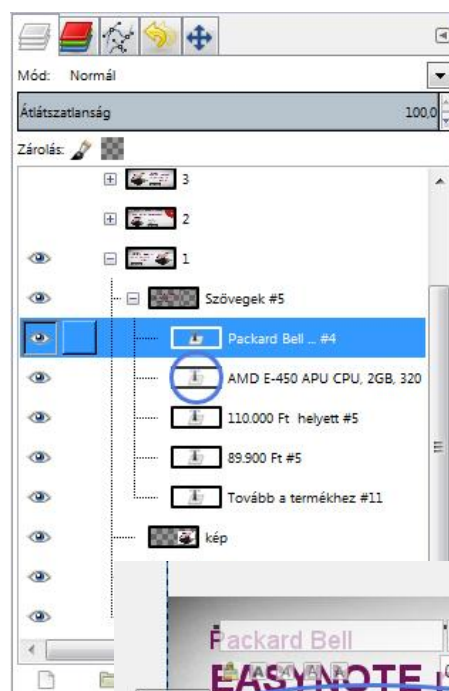 Mód: Normál
Átlátszatlanság 100,0
Zárolás:
3
2
1
Szövegek #5
Packard Bell ... #4
AMD E-450 APU CPU, 2GB, 320
110.000 Ft helyett #5
89.900 Ft #5
Tovább a termékhez #11
kép
Packard Bell
EASYNOTE